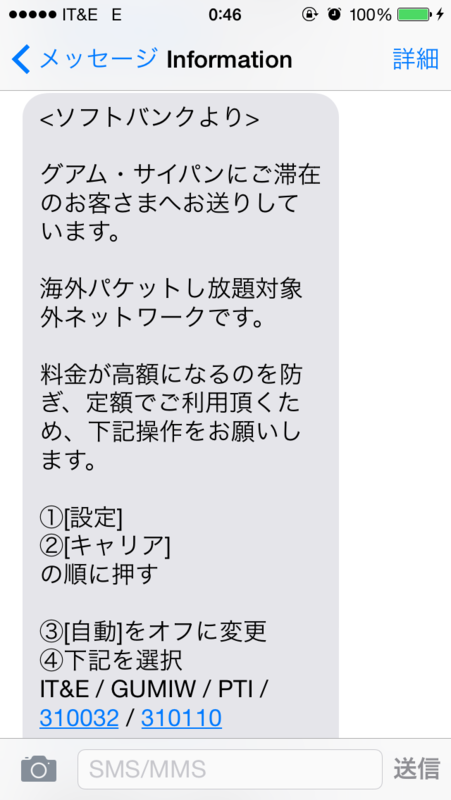 IT&E E 0:46 100%
メッセージ Information 詳細
<ソフトバンクより>
グアム・サイパンにご滞在
のお客さまへお送りして
います。
海外パケットし放題対象
外ネットワークです。
料金が高額になるのを防
ぎ、定額でご利用頂くた
め、下記操作をお願いし
ます。
①[設定]
②[キャリア]
の順に押す
③[自動]をオフに変更
④下記を選択
IT&E / GUMIW / PTI /
310032 / 310110
SMS/MMS 送信